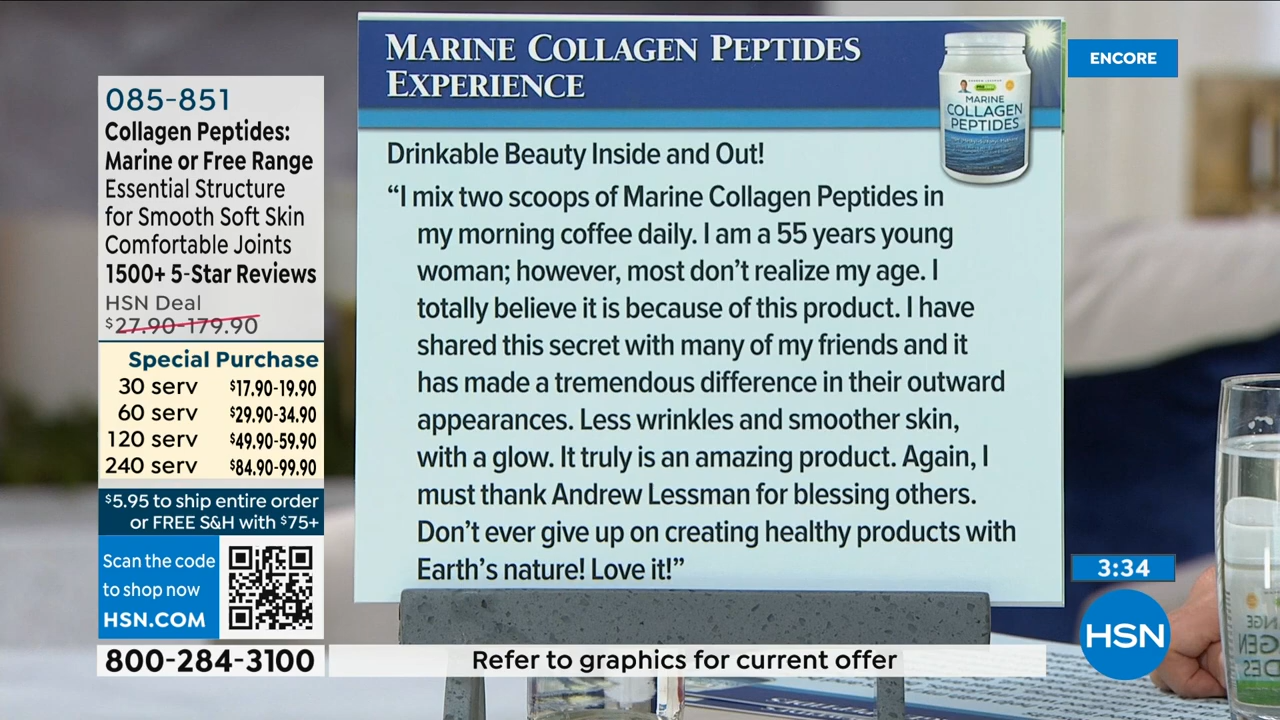 085-851
Collagen Peptides:
Marine or Free Range
Essential Structure
for Smooth Soft Skin
Comfortable Joints
1500+ 5-Star Reviews
HSN Deal
$27.90-179.90
Special Purchase
30 serv $17.90-19.90
60 serv $29.90-34.90
120 serv $49.90-59.90
240 serv $84.90-99.90
$5.95 to ship entire order
or FREE S&H with $75+
Scan the code
to shop now
HSN.COM
800-284-3100
Refer to graphics for current offer
MARINE COLLAGEN PEPTIDES
EXPERIENCE
MARINE
COLLAGEN
PEPTIDES
Drinkable Beauty Inside and Out!
“I mix two scoops of Marine Collagen Peptides in
my morning coffee daily. I am a 55 years young
woman; however, most don’t realize my age. I
totally believe it is because of this product. I have
shared this secret with many of my friends and it
has made a tremendous difference in their outward
appearances. Less wrinkles and smoother skin,
with a glow. It truly is an amazing product. Again, I
must thank Andrew Lessman for blessing others.
Don’t ever give up on creating healthy products with
Earth’s nature! Love it!”
ENCORE
3:34
HSN